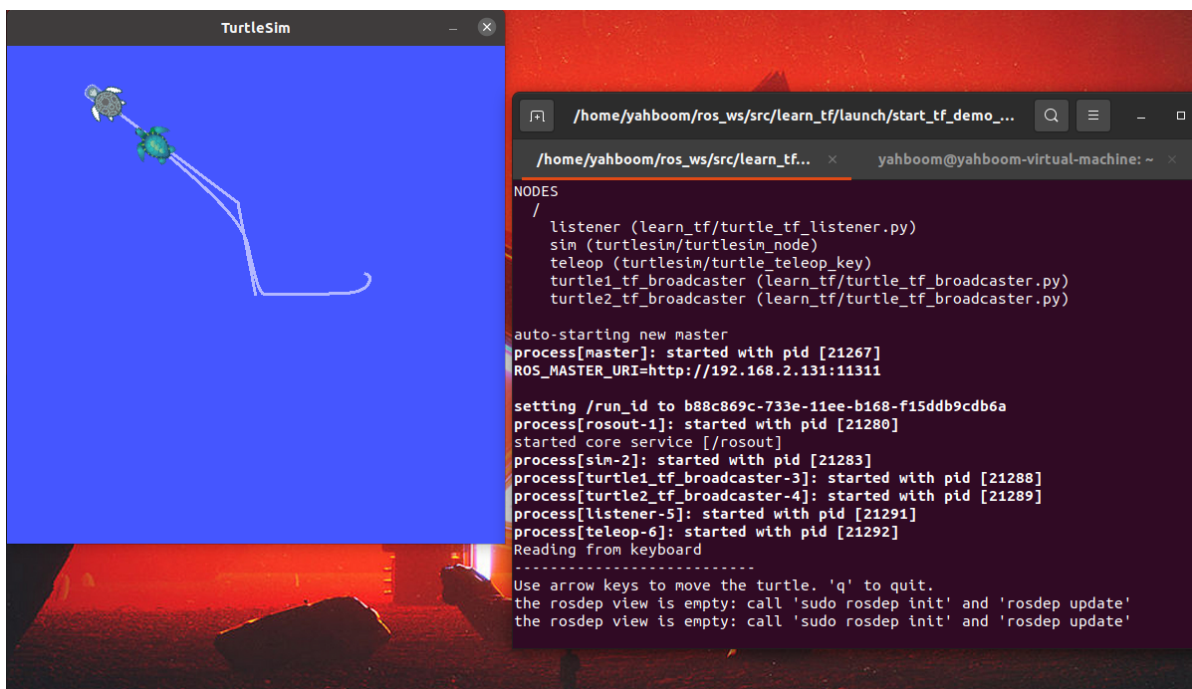 TurtleSim
/home/yahboom/ros_ws/src/learn_tf/launch/start_tf_demo_...
/home/yahboom/ros_ws/src/learn_tf...
yahboom@yahboom-virtual-machine: ~
NODES
/
listener (learn_tf/turtle_tf_listener.py)
sim (turtlesim/turtlesim_node)
teleop (turtlesim/turtle_teleop_key)
turtle1_tf_broadcaster (learn_tf/turtle_tf_broadcaster.py)
turtle2_tf_broadcaster (learn_tf/turtle_tf_broadcaster.py)
auto-starting new master
process[master]: started with pid [21267]
ROS_MASTER_URI=http://192.168.2.131:11311
setting /run_id to b88c869c-733e-11ee-b168-f15ddb9cdb6a
process[rosout-1]: started with pid [21280]
started core service [/rosout]
process[sim-2]: started with pid [21283]
process[turtle1_tf_broadcaster-3]: started with pid [21288]
process[turtle2_tf_broadcaster-4]: started with pid [21289]
process[listener-5]: started with pid [21291]
process[teleop-6]: started with pid [21292]
Reading from keyboard
---------------------------
Use arrow keys to move the turtle. 'q' to quit.
the rosdep view is empty: call 'sudo rosdep init' and 'rosdep update'
the rosdep view is empty: call 'sudo rosdep init' and 'rosdep update'